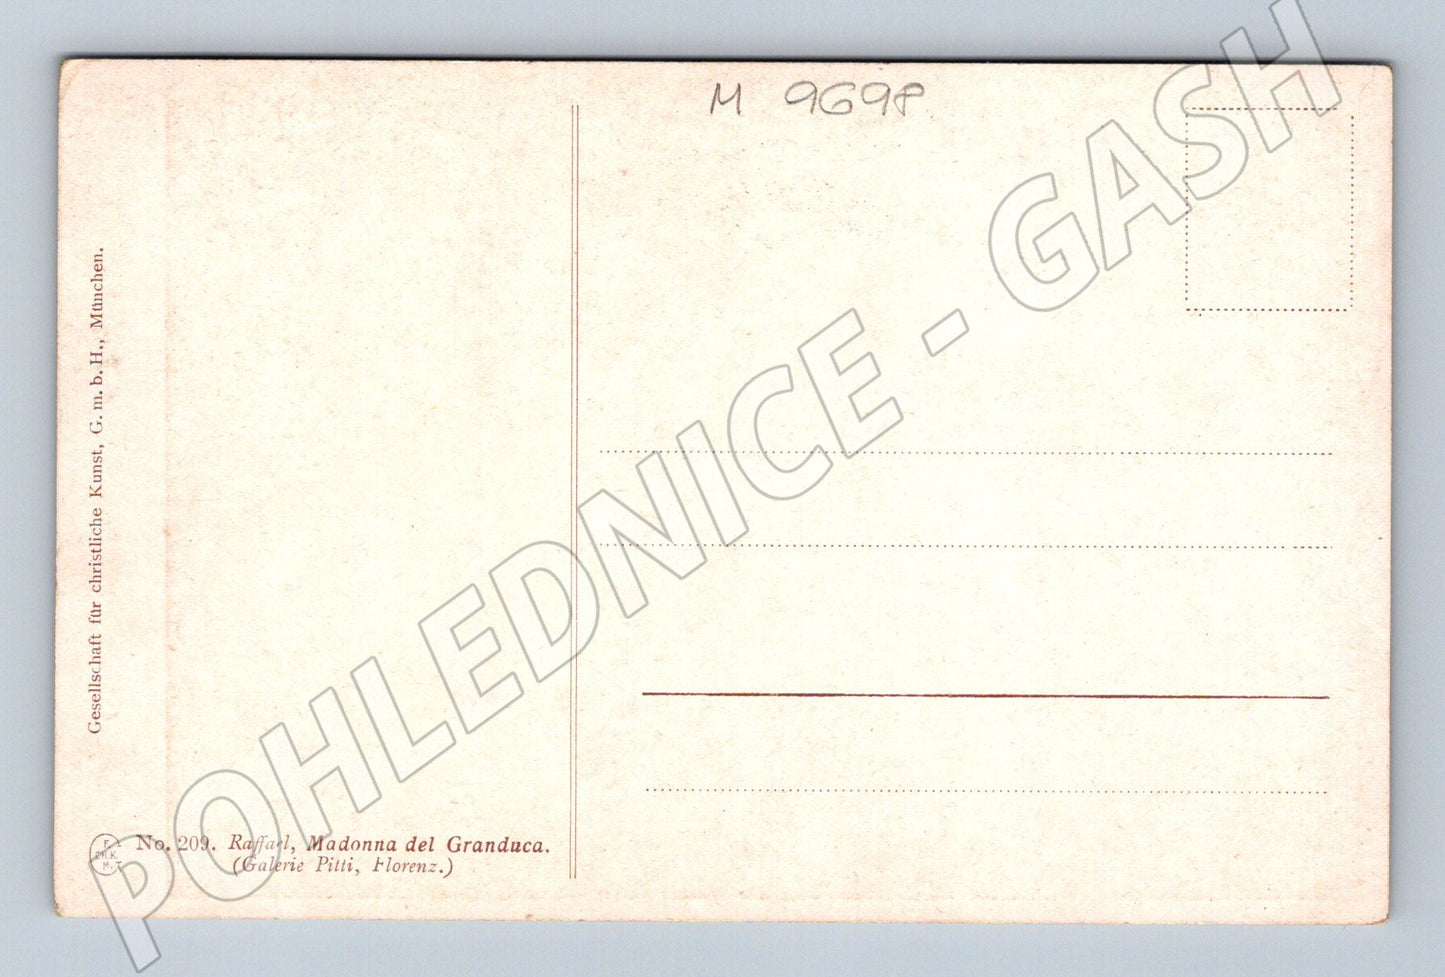 M 9698
Gesellschaft für christliche Kunst, G. m. b. H., München.
No. 209. Raffael, Madonna del Granduca.
(Galerie Pitti, Florenz.)
POHLEDNICE - GASH